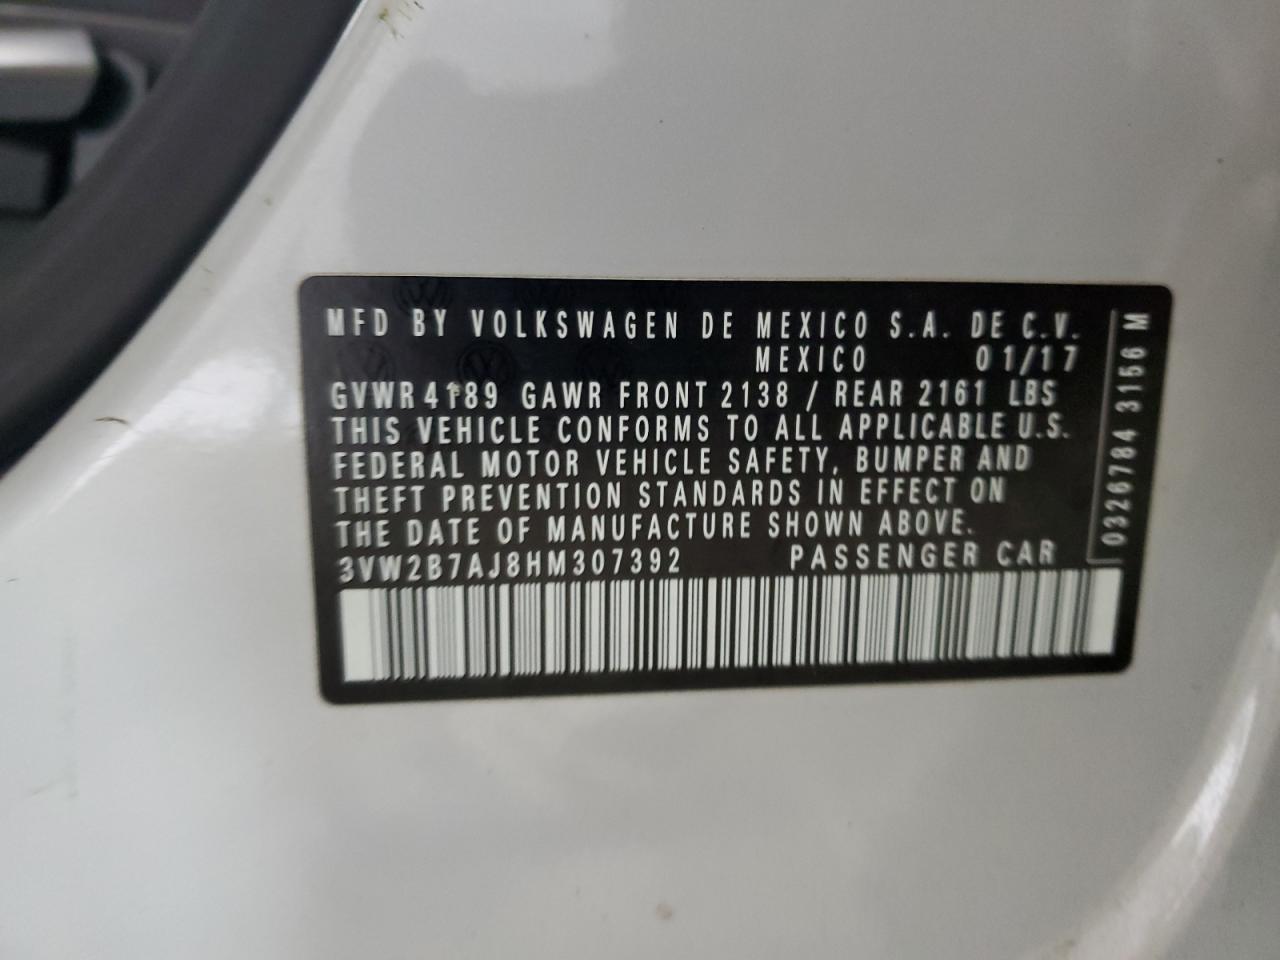 MFD BY VOLKSWAGEN DE MEXICO S.A. DE C.V.
MEXICO 01/17
GVWR 4189 GAWR FRONT 2138 / REAR 2161 LBS
THIS VEHICLE CONFORMS TO ALL APPLICABLE U.S.
FEDERAL MOTOR VEHICLE SAFETY, BUMPER AND
THEFT PREVENTION STANDARDS IN EFFECT ON
THE DATE OF MANUFACTURE SHOWN ABOVE.
3VW2B7AJ8HM307392 PASSENGER CAR
0326784 3156 M